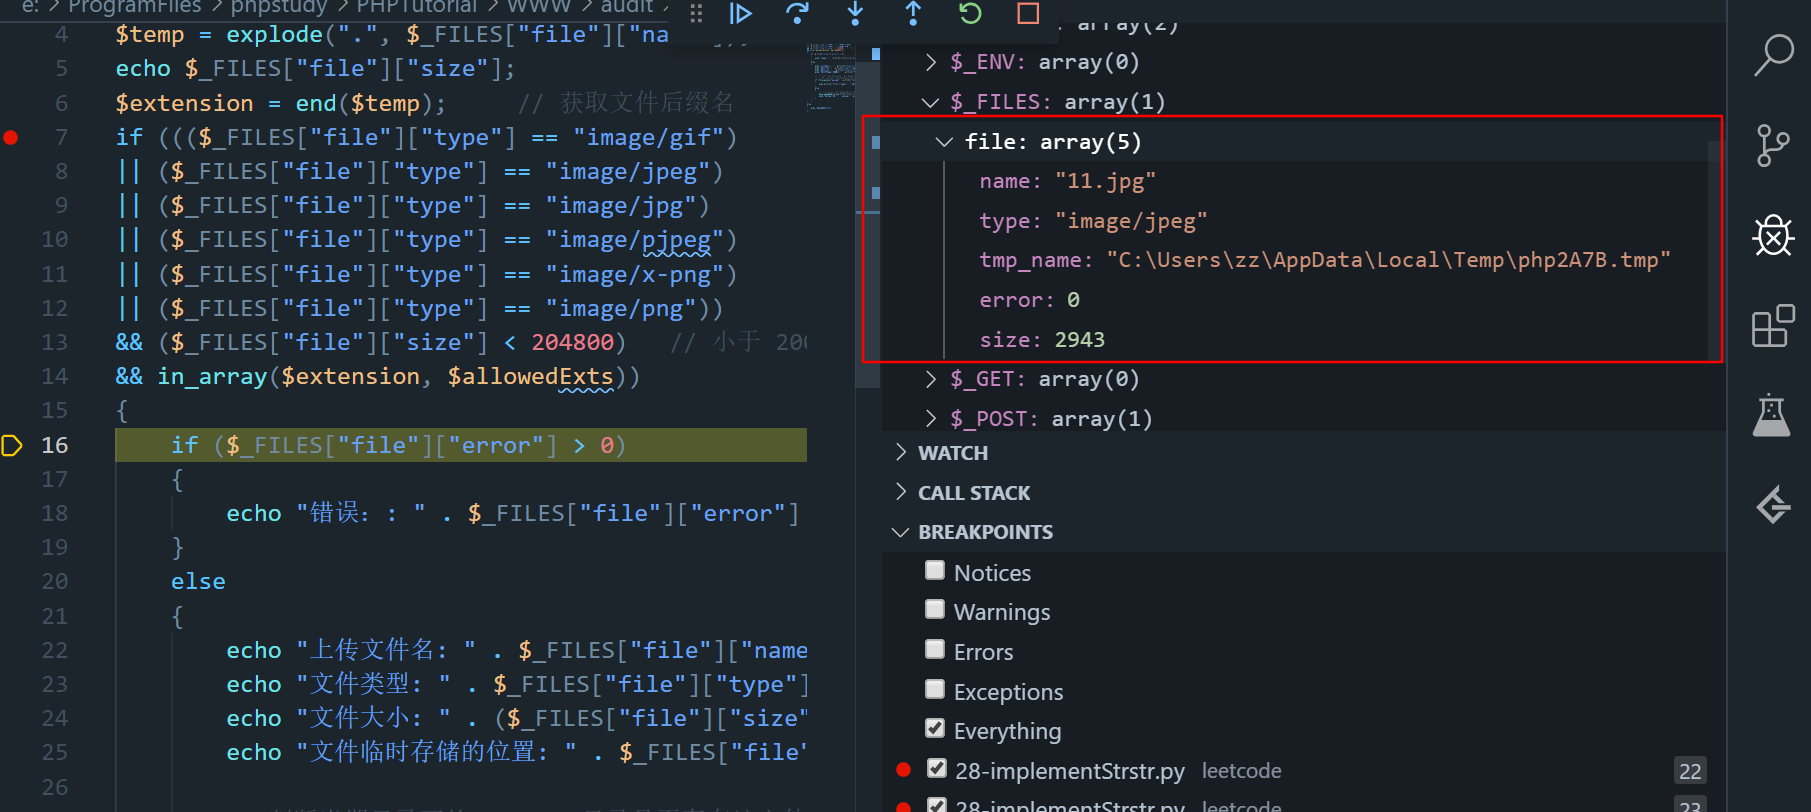 e: > ProgramFiles > phpstudy > PHPTutorial > WWW > audit >
4 $temp = explode(".", $_FILES["file"]["na
5 echo $_FILES["file"]["size"];
6 $extension = end($temp); // 获取文件后缀名
7 if ((($_FILES["file"]["type"] == "image/gif")
8 || ($_FILES["file"]["type"] == "image/jpeg")
9 || ($_FILES["file"]["type"] == "image/jpg")
10 || ($_FILES["file"]["type"] == "image/pjpeg")
11 || ($_FILES["file"]["type"] == "image/x-png")
12 || ($_FILES["file"]["type"] == "image/png"))
13 && ($_FILES["file"]["size"] < 204800) // 小于 200
14 && in_array($extension, $allowedExts))
15 {
16 if ($_FILES["file"]["error"] > 0)
17 {
18 echo "错误：: " . $_FILES["file"]["error"]
19 }
20 else
21 {
22 echo "上传文件名: " . $_FILES["file"]["name
23 echo "文件类型: " . $_FILES["file"]["type"]
24 echo "文件大小: " . ($_FILES["file"]["size"
25 echo "文件临时存储的位置: " . $_FILES["file"
26
array(2)
> $_ENV: array(0)
$_FILES: array(1)
file: array(5)
name: "11.jpg"
type: "image/jpeg"
tmp_name: "C:\Users\zz\AppData\Local\Temp\php2A7B.tmp"
error: 0
size: 2943
> $_GET: array(0)
> $_POST: array(1)
> WATCH
> CALL STACK
BREAKPOINTS
Notices
Warnings
Errors
Exceptions
Everything
28-implementStrstr.py leetcode 22
28-implementStrstr.py leetcode 23